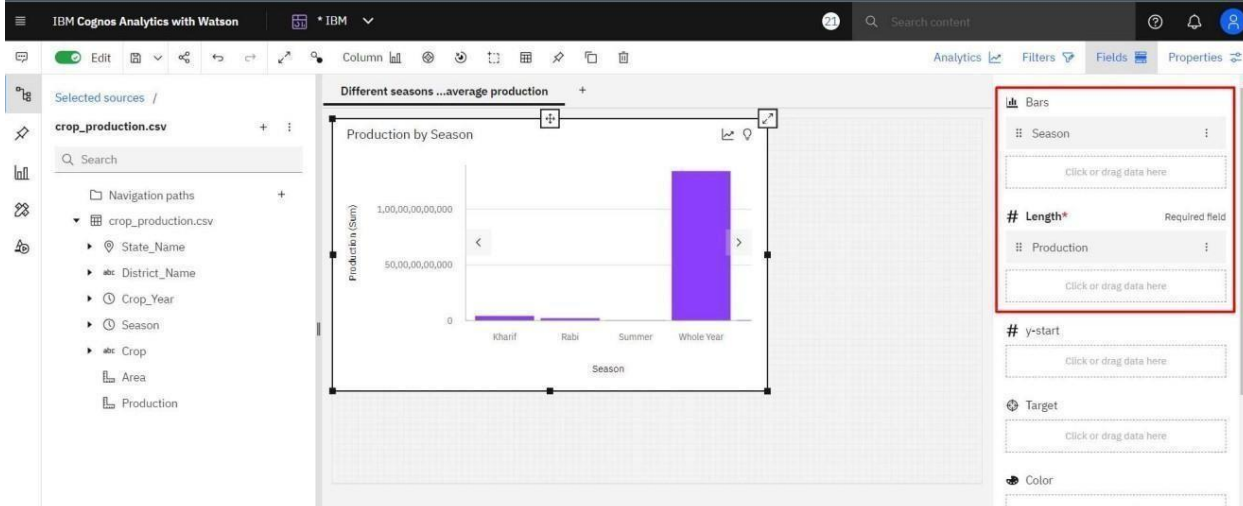 IBM Cognos Analytics with Watson
* IBM
21
Search content
Edit
Column
Analytics
Filters
Fields
Properties
Selected sources /
crop_production.csv
Search
Navigation paths
crop_production.csv
State_Name
abc District_Name
Crop_Year
Season
abc Crop
Area
Production
Different seasons ...average production
Production by Season
Production (Sum)
1,00,00,00,00,000
50,00,00,00,000
0
Kharif Rabi Summer Whole Year
Season
Bars
Season
Click or drag data here
# Length* Required field
Production
Click or drag data here
# y-start
Click or drag data here
Target
Click or drag data here
Color